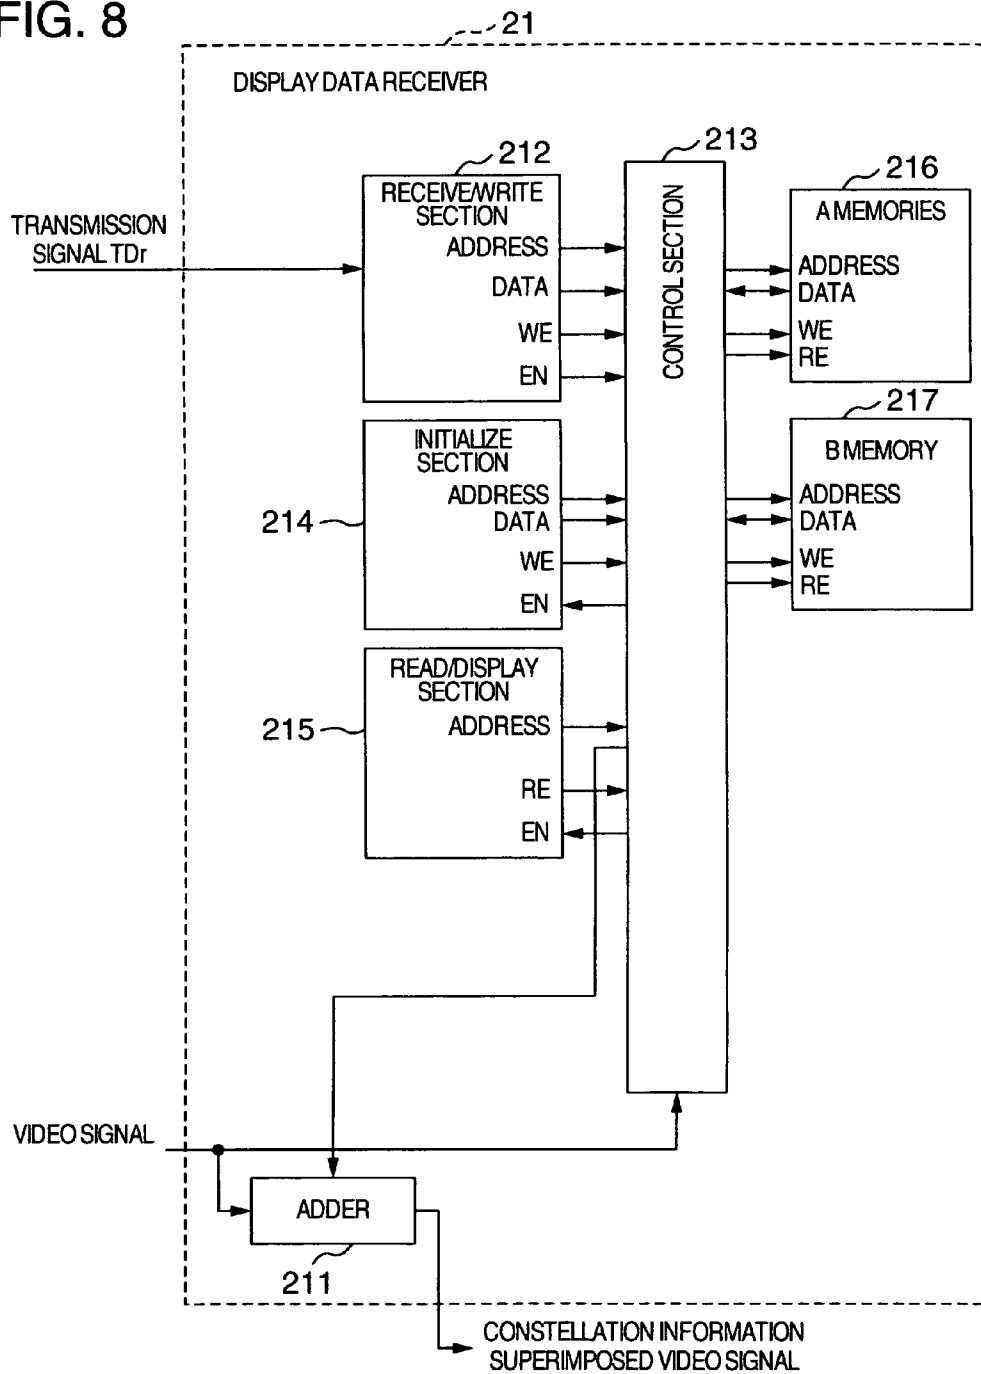 FIG. 8
21
DISPLAY DATA RECEIVER
212
213
216
RECEIVE/WRITE
SECTION
ADDRESS
DATA
WE
EN
TRANSMISSION
SIGNAL TDr
CONTROL SECTION
A MEMORIES
ADDRESS
DATA
WE
RE
217
B MEMORY
ADDRESS
DATA
WE
RE
214
INITIALIZE
SECTION
ADDRESS
DATA
WE
EN
215
READ/DISPLAY
SECTION
ADDRESS
RE
EN
VIDEO SIGNAL
ADDER
211
CONSTELLATION INFORMATION
SUPERIMPOSED VIDEO SIGNAL